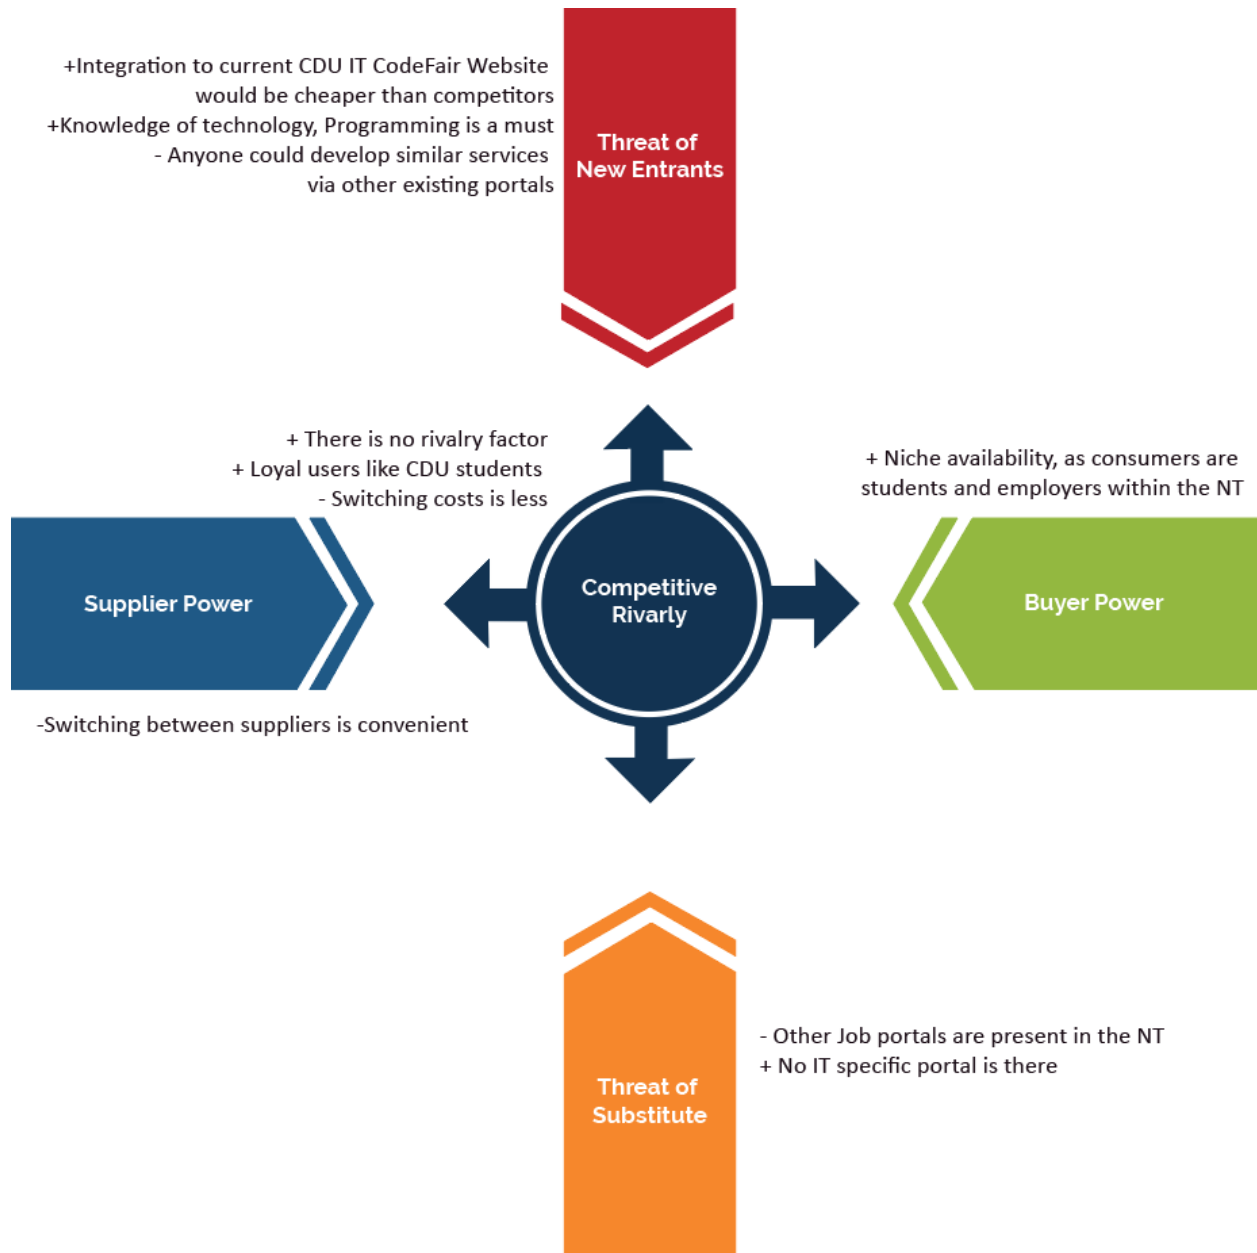 +Integration to current CDU IT CodeFair Website
would be cheaper than competitors
+Knowledge of technology, Programming is a must
- Anyone could develop similar services
via other existing portals
Threat of
New Entrants
+ There is no rivalry factor
+ Loyal users like CDU students
- Switching costs is less
+ Niche availability, as consumers are
students and employers within the NT
Supplier Power
Competitive
Rivarly
Buyer Power
-Switching between suppliers is convenient
- Other Job portals are present in the NT
+ No IT specific portal is there
Threat of
Substitute